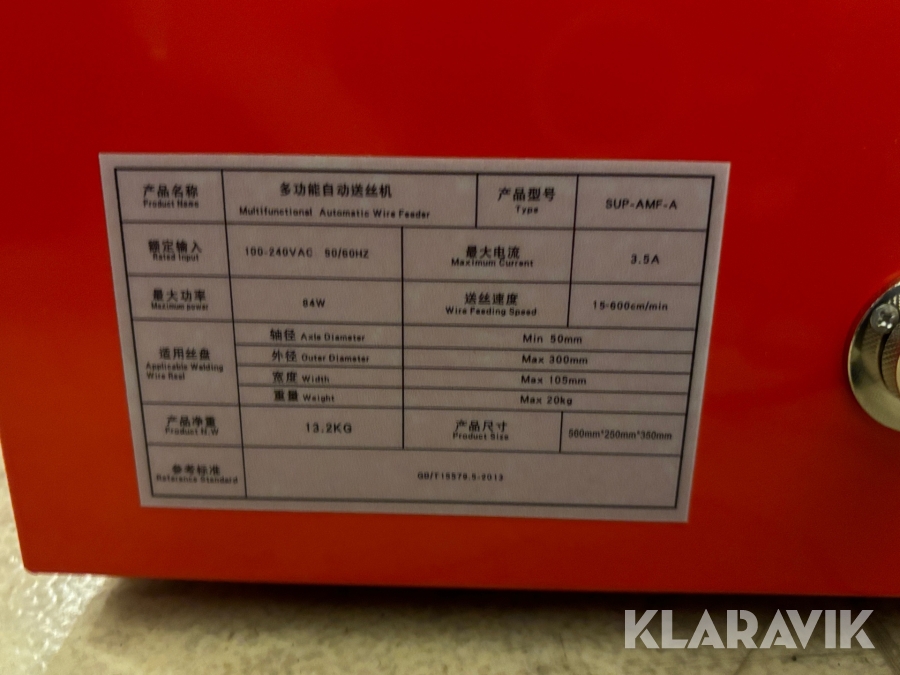 产品名称
Product Name
多功能自动送丝机
Multifunctional Automatic Wire Feeder
产品型号
Type
SUP-AMF-A
额定输入
Rated Input
100-240VAC 50/60HZ
最大电流
Maximum Current
3.5A
最大功率
Maximum power
84W
送丝速度
Wire Feeding Speed
15-600cm/min
适用丝盘
Applicable Welding
Wire Reel
轴径 Axle Diameter
Min 50mm
外径 Outer Diameter
Max 300mm
宽度 Width
Max 105mm
重量 Weight
Max 20kg
产品净重
Product N.W
13.2KG
产品尺寸
Product Size
560mm*250mm*350mm
参考标准
Reference Standard
GB/T15579.5-2013
KLARAVIK